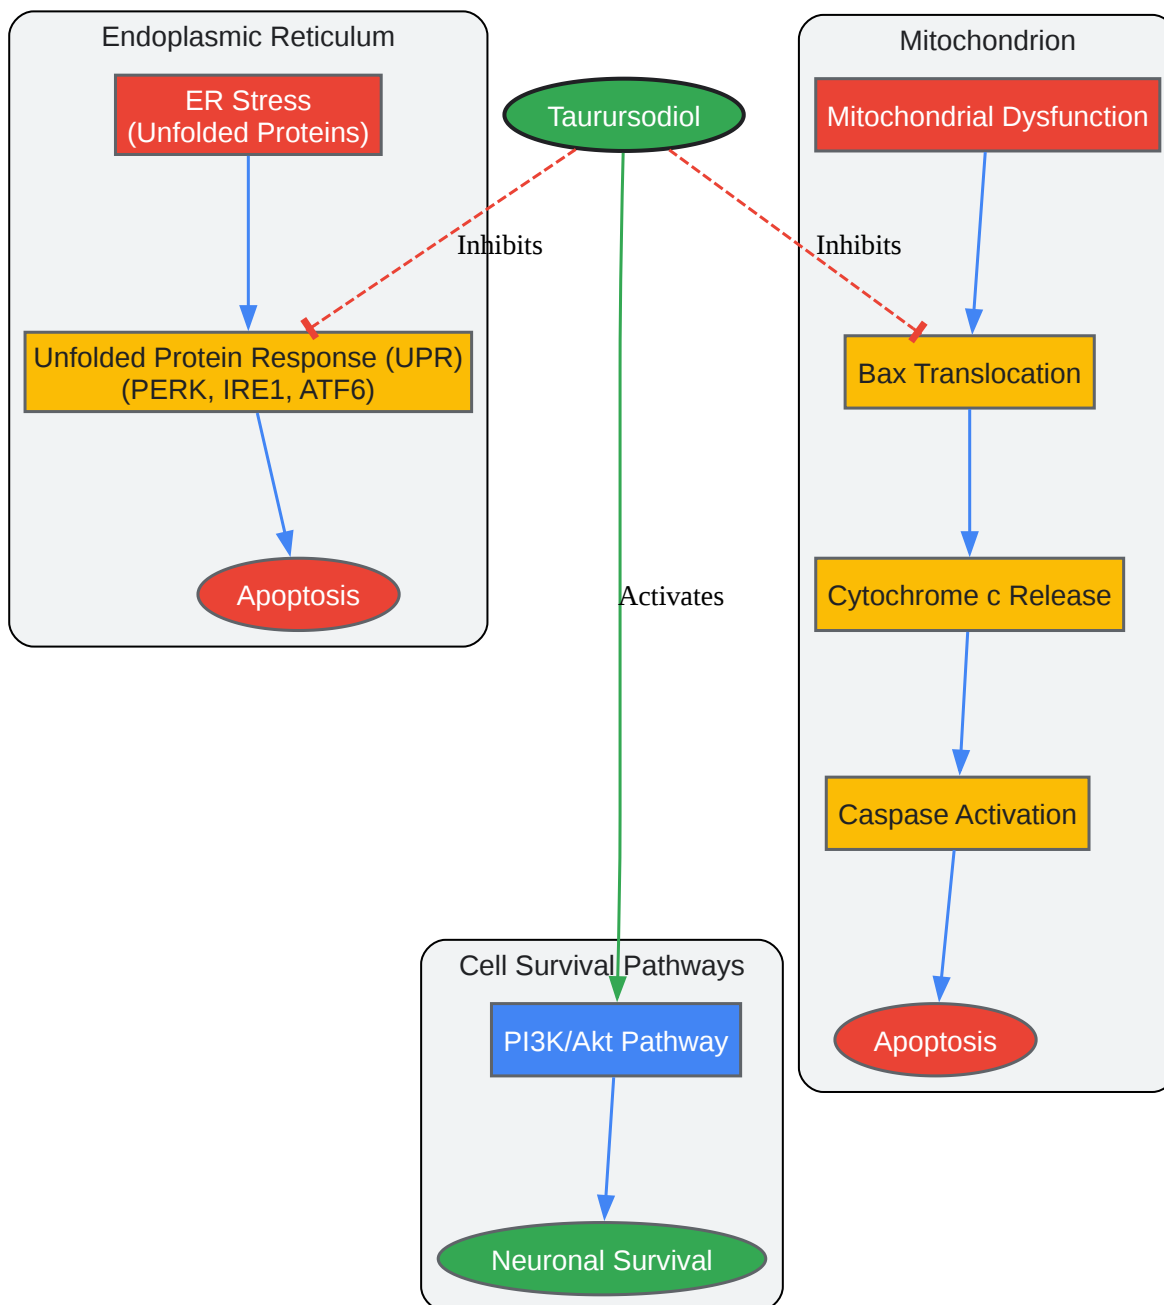 Endoplasmic Reticulum
ER Stress
(Unfolded Proteins)
Inhibits
Unfolded Protein Response (UPR)
(PERK, IRE1, ATF6)
Apoptosis
Taurursodiol
Activates
Cell Survival Pathways
PI3K/Akt Pathway
Neuronal Survival
Mitochondrion
Mitochondrial Dysfunction
Inhibits
Bax Translocation
Cytochrome c Release
Caspase Activation
Apoptosis